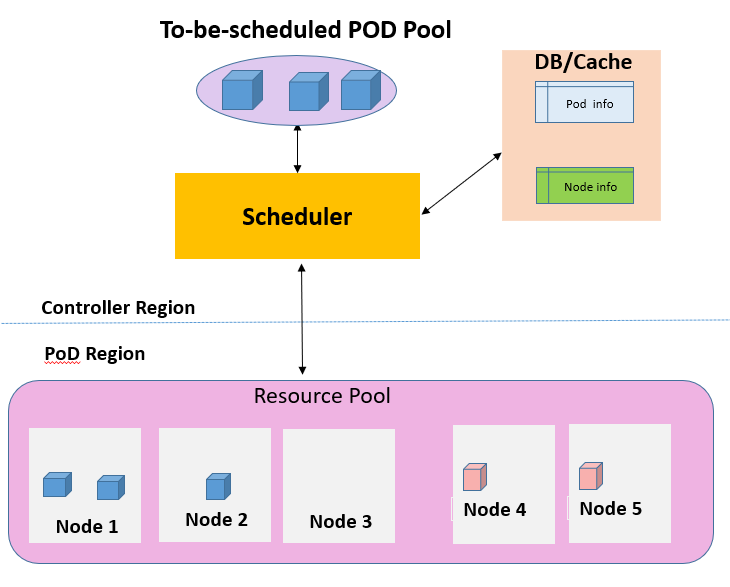 To-be-scheduled POD Pool
DB/Cache
Pod info
Node info
Scheduler
Controller Region
PoD Region
Resource Pool
Node 1
Node 2
Node 3
Node 4
Node 5